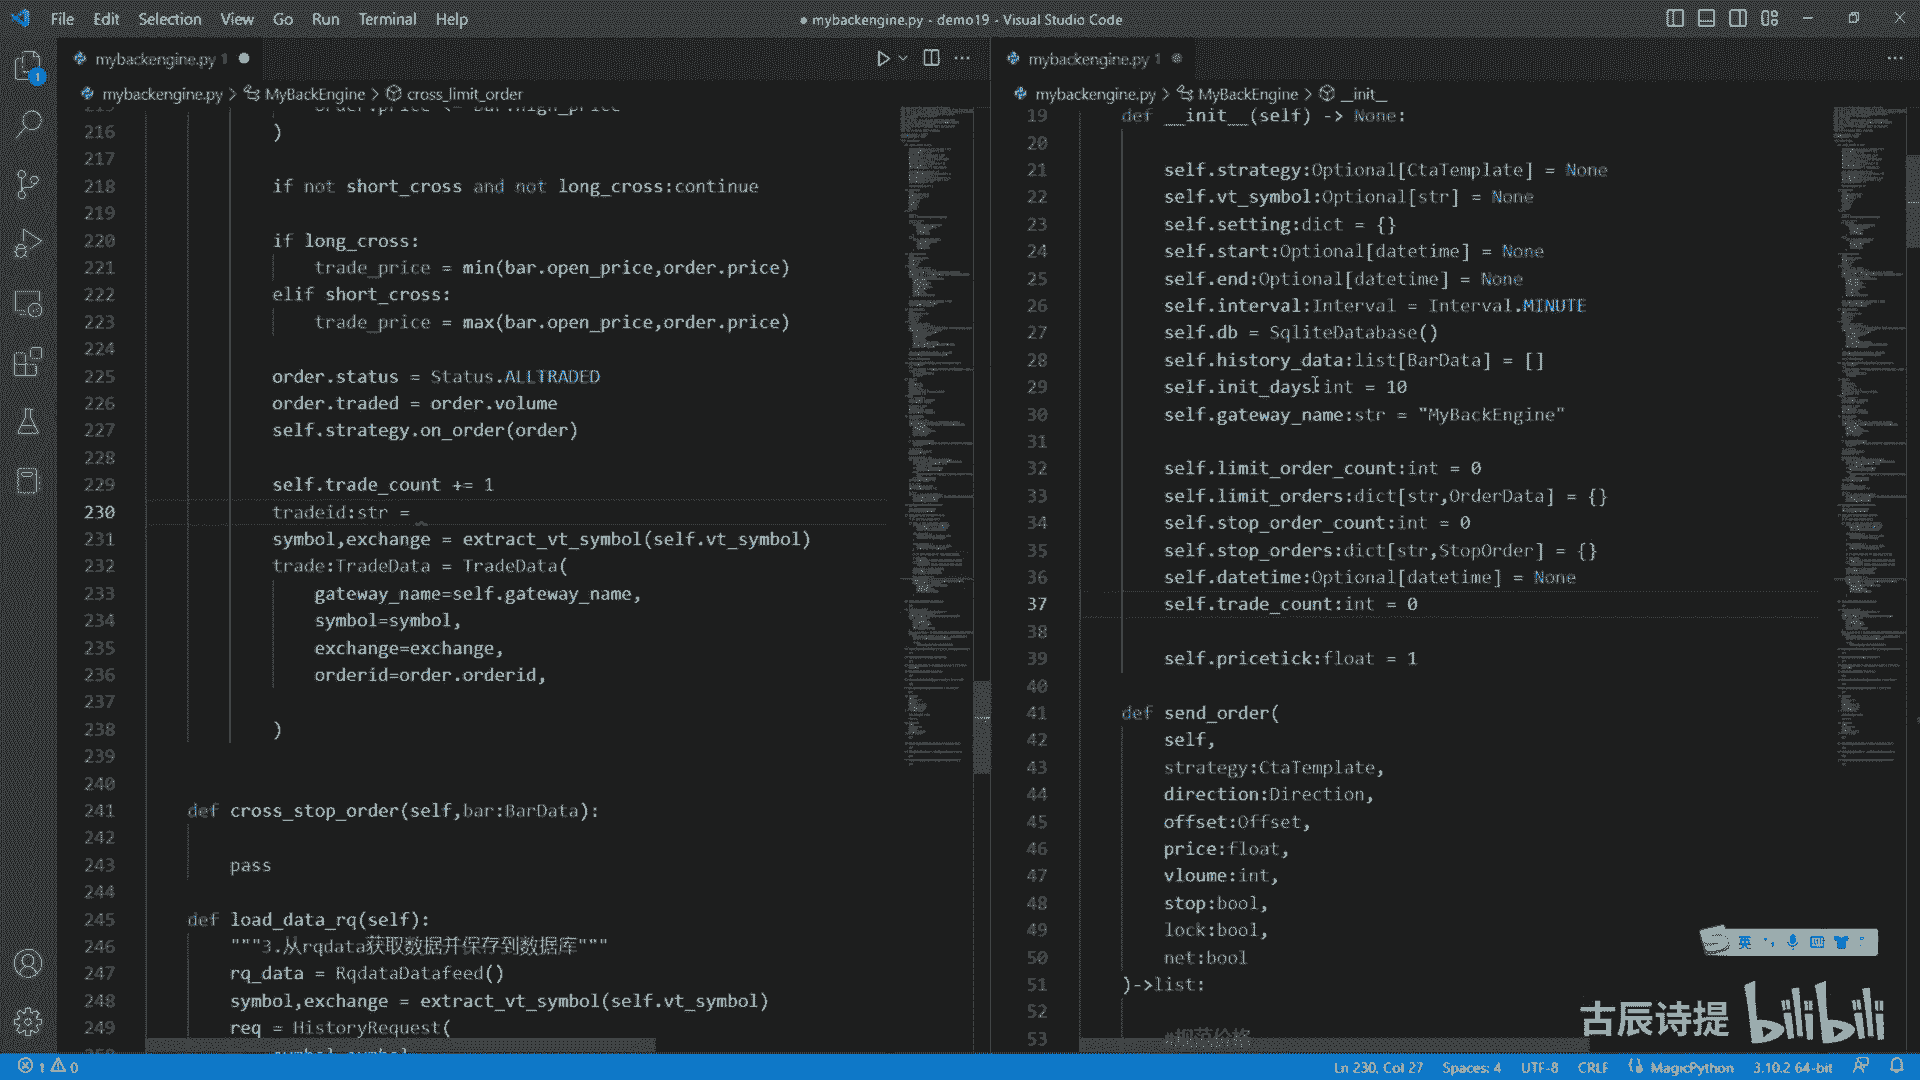 File Edit Selection View Go Run Terminal Help
● mybackengine.py - demo19 - Visual Studio Code
mybackengine.py 1
mybackengine.py > MyBackEngine > cross_limit_order
216 )
217
218 if not short_cross and not long_cross:continue
219
220 if long_cross:
221 trade_price = min(bar.open_price,order.price)
222 elif short_cross:
223 trade_price = max(bar.open_price,order.price)
224
225 order.status = Status.ALLTRADED
226 order.traded = order.volume
227 self.strategy.on_order(order)
228
229 self.trade_count += 1
230 tradeid:str =
231 symbol,exchange = extract_vt_symbol(self.vt_symbol)
232 trade:TradeData = TradeData(
233 gateway_name=self.gateway_name,
234 symbol=symbol,
235 exchange=exchange,
236 orderid=order.orderid,
237
238 )
239
240
241 def cross_stop_order(self,bar:BarData):
242
243 pass
244
245 def load_data_rq(self):
246 """3.从rqdata获取数据并保存到数据库"""
247 rq_data = RqdataDatafeed()
248 symbol,exchange = extract_vt_symbol(self.vt_symbol)
249 req = HistoryRequest(
mybackengine.py 1
mybackengine.py > MyBackEngine > __init__
19 def __init__(self) -> None:
20
21 self.strategy:Optional[CtaTemplate] = None
22 self.vt_symbol:Optional[str] = None
23 self.setting:dict = {}
24 self.start:Optional[datetime] = None
25 self.end:Optional[datetime] = None
26 self.interval:Interval = Interval.MINUTE
27 self.db = SqliteDatabase()
28 self.history_data:list[BarData] = []
29 self.init_days:int = 10
30 self.gateway_name:str = "MyBackEngine"
31
32 self.limit_order_count:int = 0
33 self.limit_orders:dict[str,OrderData] = {}
34 self.stop_order_count:int = 0
35 self.stop_orders:dict[str,StopOrder] = {}
36 self.datetime:Optional[datetime] = None
37 self.trade_count:int = 0
38
39 self.pricetick:float = 1
40
41 def send_order(
42 self,
43 strategy:CtaTemplate,
44 direction:Direction,
45 offset:Offset,
46 price:float,
47 vloume:int,
48 stop:bool,
49 lock:bool,
50 net:bool
51 )->list:
52
53 #规范价格
英
古辰诗提 bilibili
1 0
Ln 230, Col 27 Spaces: 4 UTF-8 CRLF MagicPython 3.10.2 64-bit